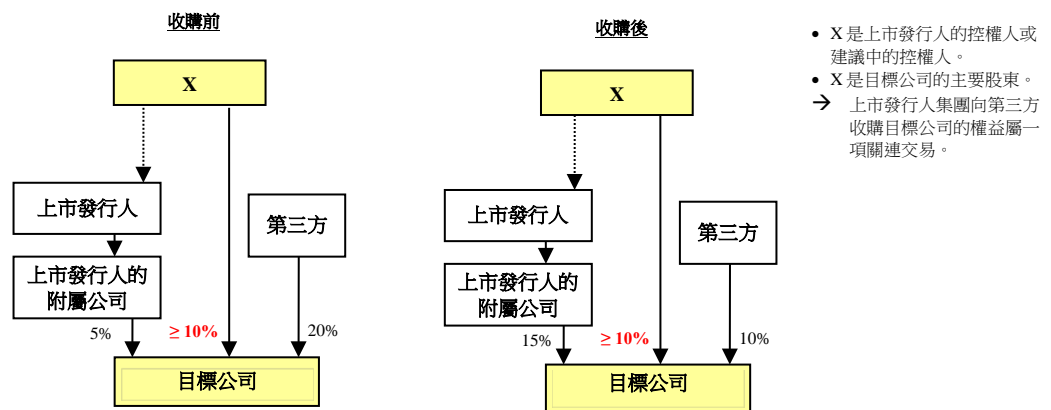 收購前
X
上市發行人
第三方
上市發行人的
附屬公司
5%
≥ 10%
20%
目標公司
收購後
X
上市發行人
第三方
上市發行人的
附屬公司
15%
≥ 10%
10%
目標公司
• X 是上市發行人的控權人或
建議中的控權人。
• X 是目標公司的主要股東。
→ 上市發行人集團向第三方
收購目標公司的權益屬一
項關連交易。